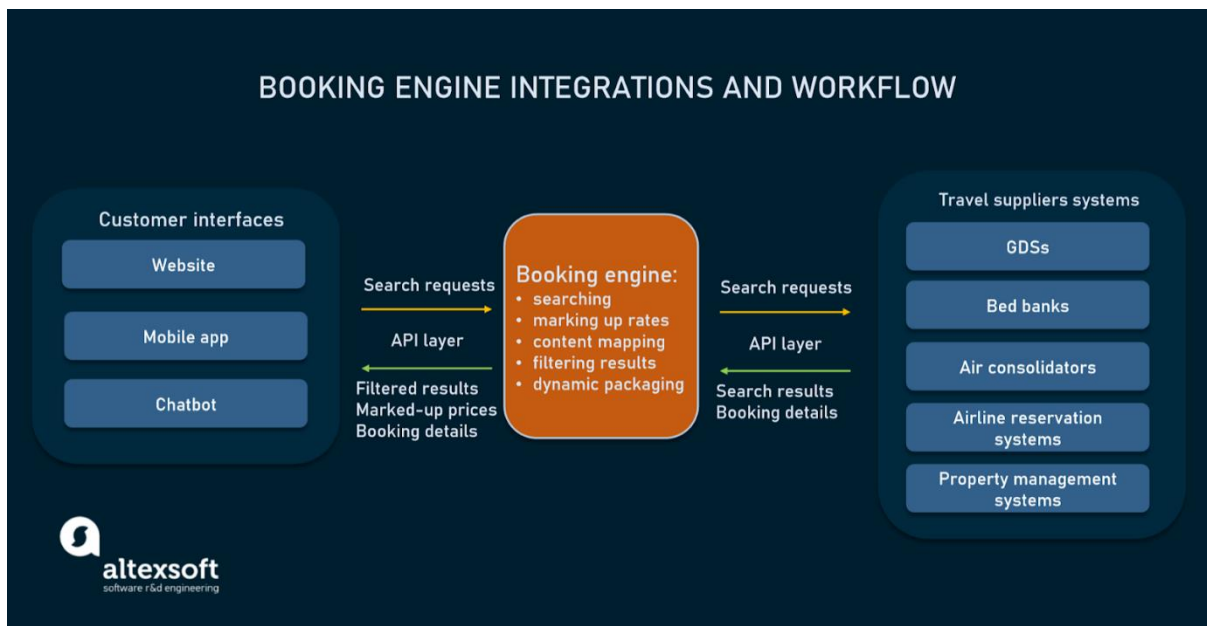 BOOKING ENGINE INTEGRATIONS AND WORKFLOW
Customer interfaces
Website
Mobile app
Chatbot
Search requests
API layer
Filtered results
Marked-up prices
Booking details
Booking engine:
• searching
• marking up rates
• content mapping
• filtering results
• dynamic packaging
Search requests
API layer
Search results
Booking details
Travel suppliers systems
GDSs
Bed banks
Air consolidators
Airline reservation
systems
Property management
systems
altexsoft
software r&d engineering